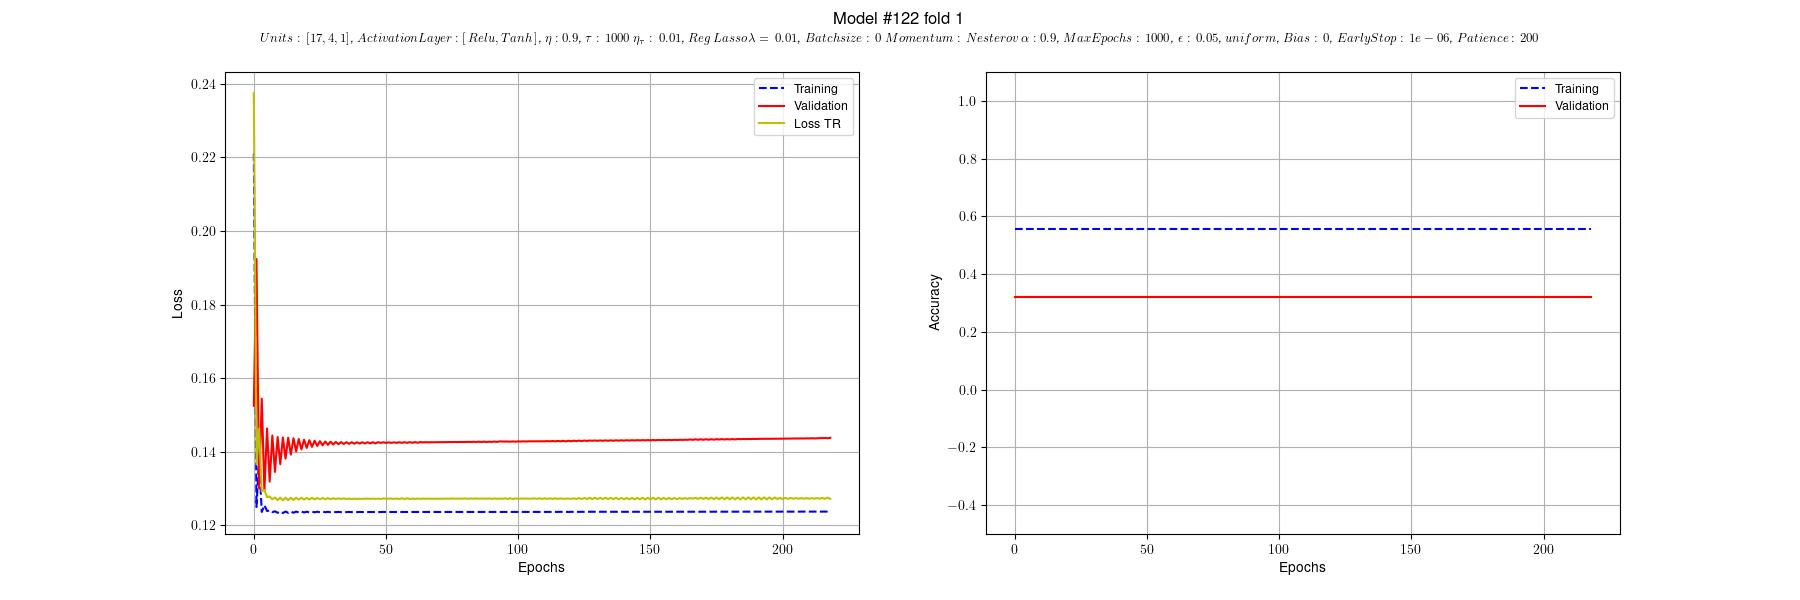 Model #122 fold 1
Units : [17, 4, 1], ActivationLayer : [Relu, Tanh], η : 0.9, τ : 1000 ητ : 0.01, Reg Lassoλ = 0.01, Batchsize : 0 Momentum : Nesterov α : 0.9, MaxEpochs : 1000, ϵ : 0.05, uniform, Bias : 0, EarlyStop : 1e − 06, Patience : 200
Loss
0.24
0.22
0.20
0.18
0.16
0.14
0.12
0
50
100
150
200
Epochs
Training
Validation
Loss TR
Accuracy
1.0
0.8
0.6
0.4
0.2
0.0
−0.2
−0.4
0
50
100
150
200
Epochs
Training
Validation